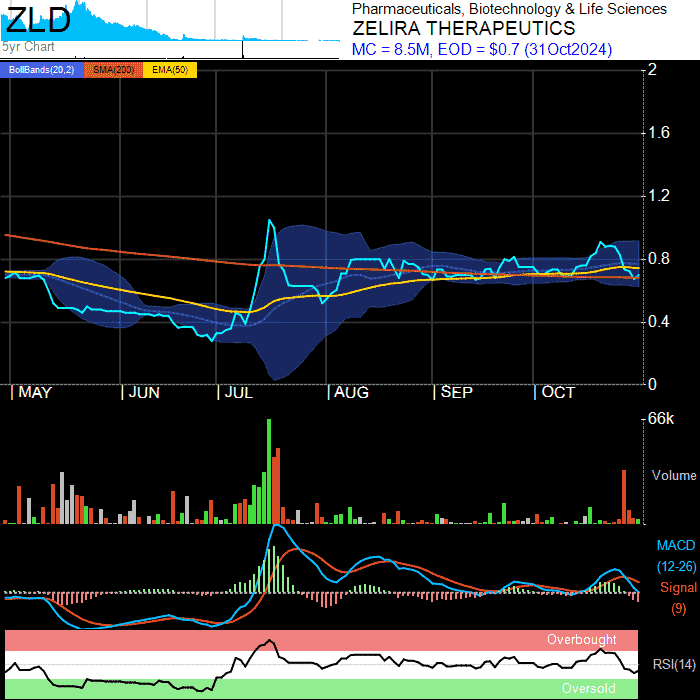 ZLD
5yr Chart
Pharmaceuticals, Biotechnology & Life Sciences
ZELIRA THERAPEUTICS
MC = 8.5M, EOD = $0.7 (31Oct2024)
BollBands(20,2) SMA(200) EMA(50)
2
1.6
1.2
0.8
0.4
0
MAY JUN JUL AUG SEP OCT
66k
Volume
MACD
(12-26)
Signal
(9)
Overbought
RSI(14)
Oversold